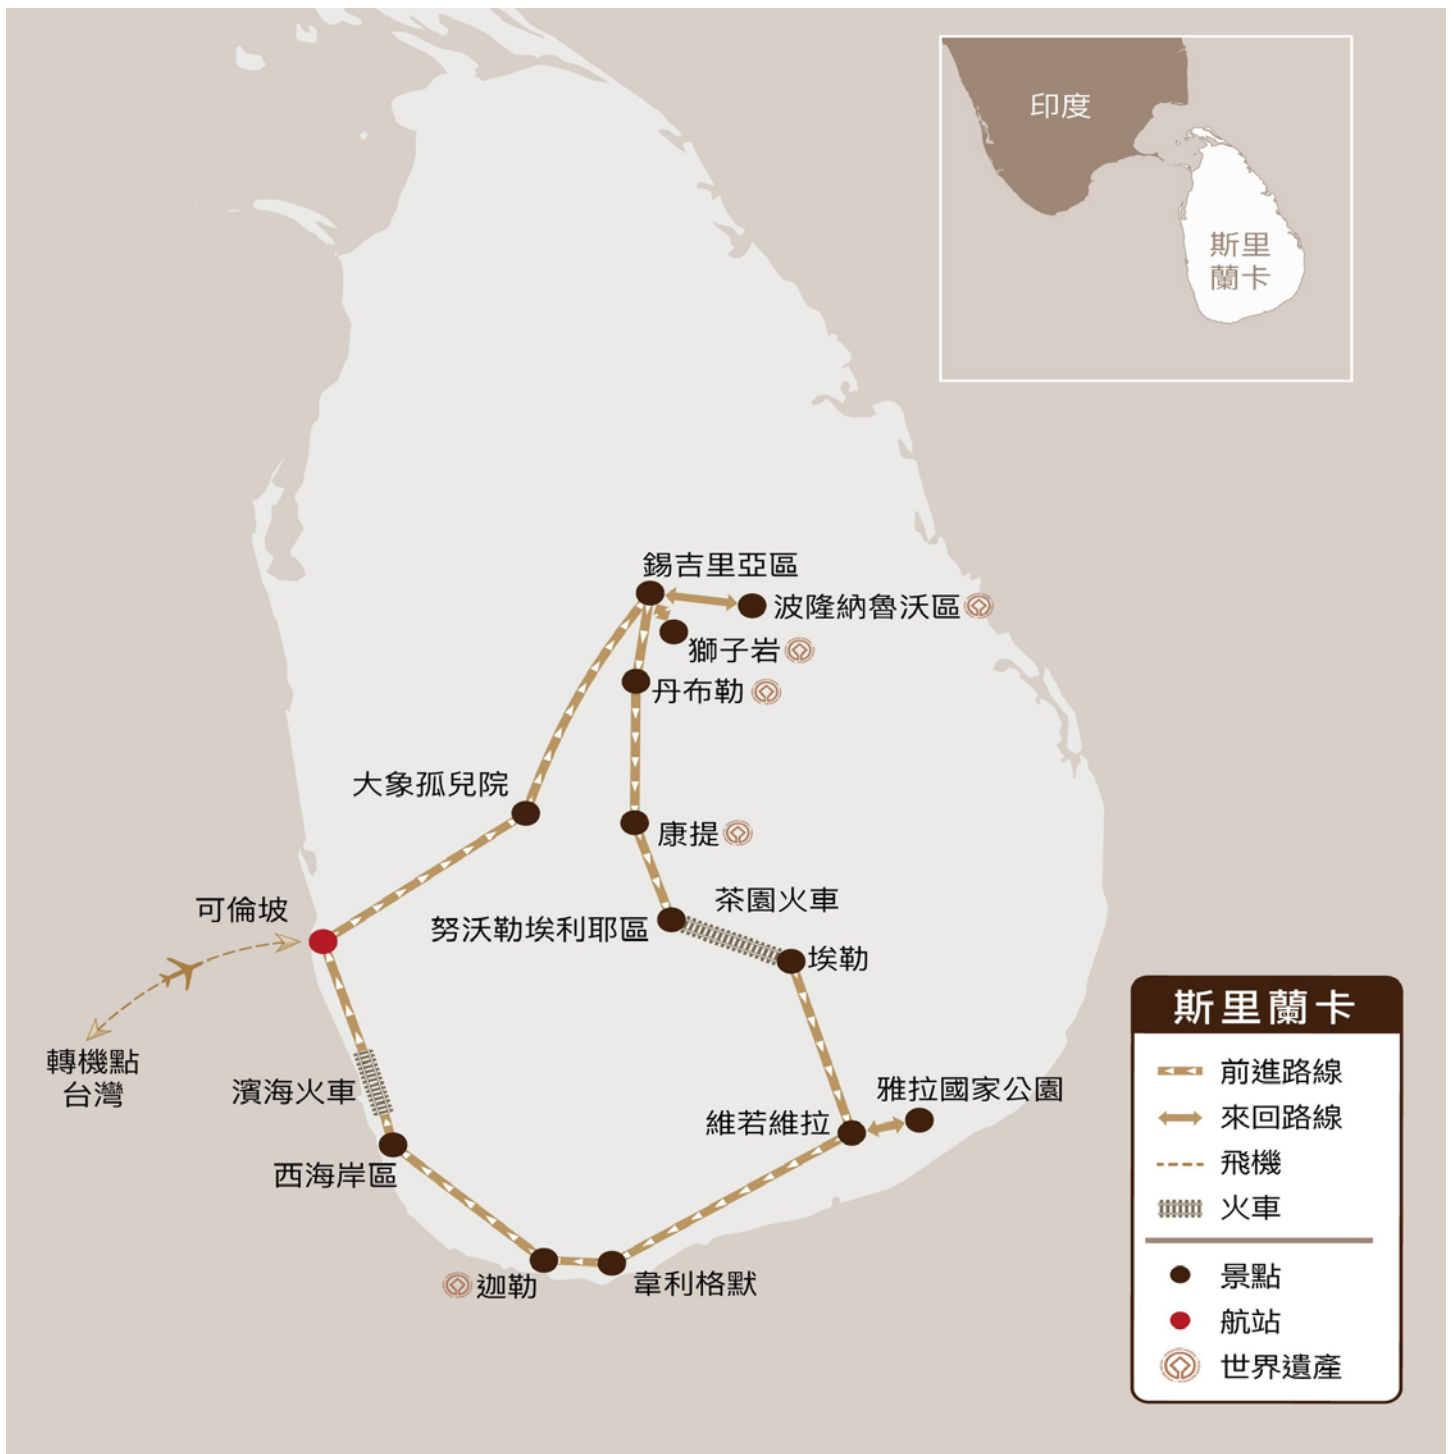 印度
斯里
蘭卡
錫吉里亞區
波隆納魯沃區
獅子岩
丹布勒
大象孤兒院
康提
茶園火車
可倫坡
努沃勒埃利耶區
埃勒
轉機點
台灣
濱海火車
雅拉國家公園
維若維拉
西海岸區
迦勒
韋利格默
斯里蘭卡
前進路線
來回路線
飛機
火車
景點
航站
世界遺產